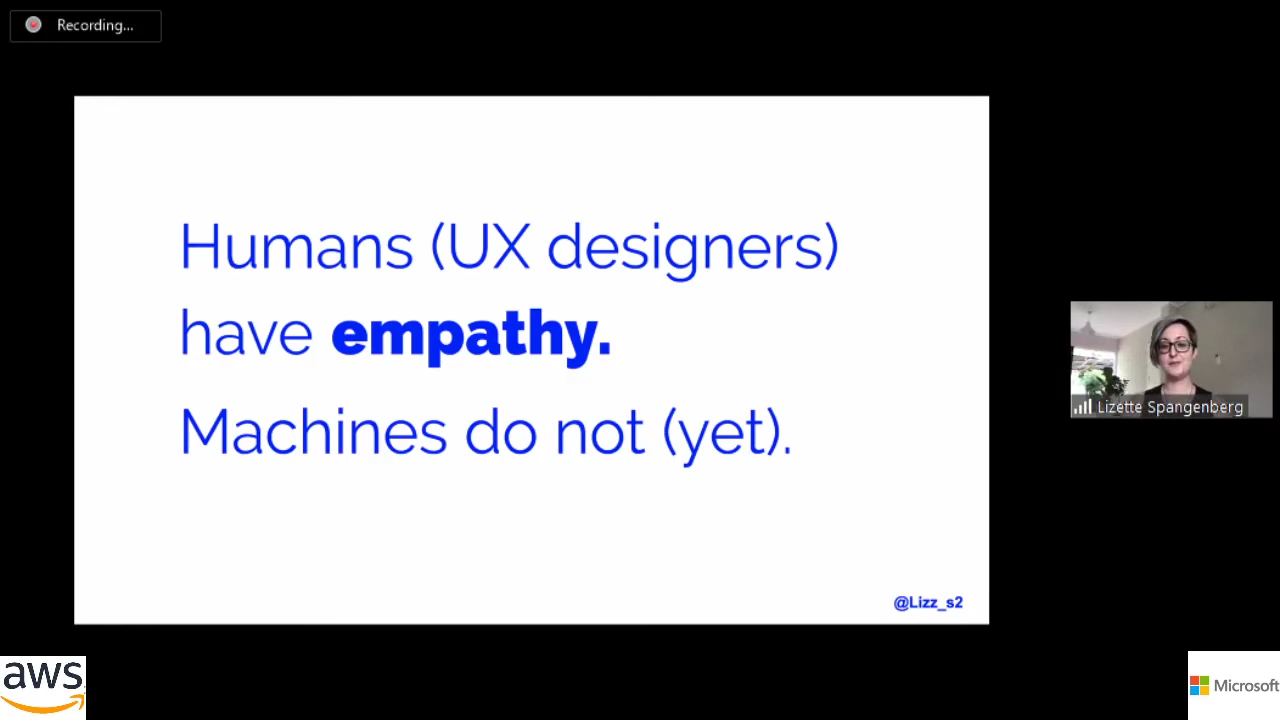 Recording...
Humans (UX designers)
have empathy.
Machines do not (yet).
@Lizz_s2
Lizette Spangenberg
aws
Microsoft